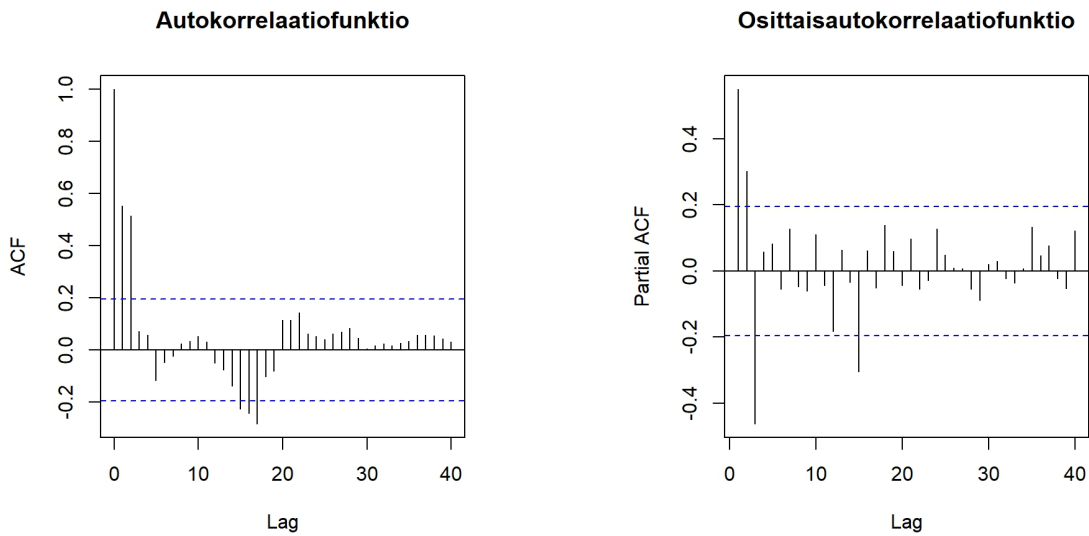 Autokorrelaatiofunktio
ACF
1.0
0.8
0.6
0.4
0.2
0.0
-0.2
0 10 20 30 40
Lag
Osittaisautokorrelaatiofunktio
Partial ACF
0.4
0.2
0.0
-0.2
-0.4
0 10 20 30 40
Lag